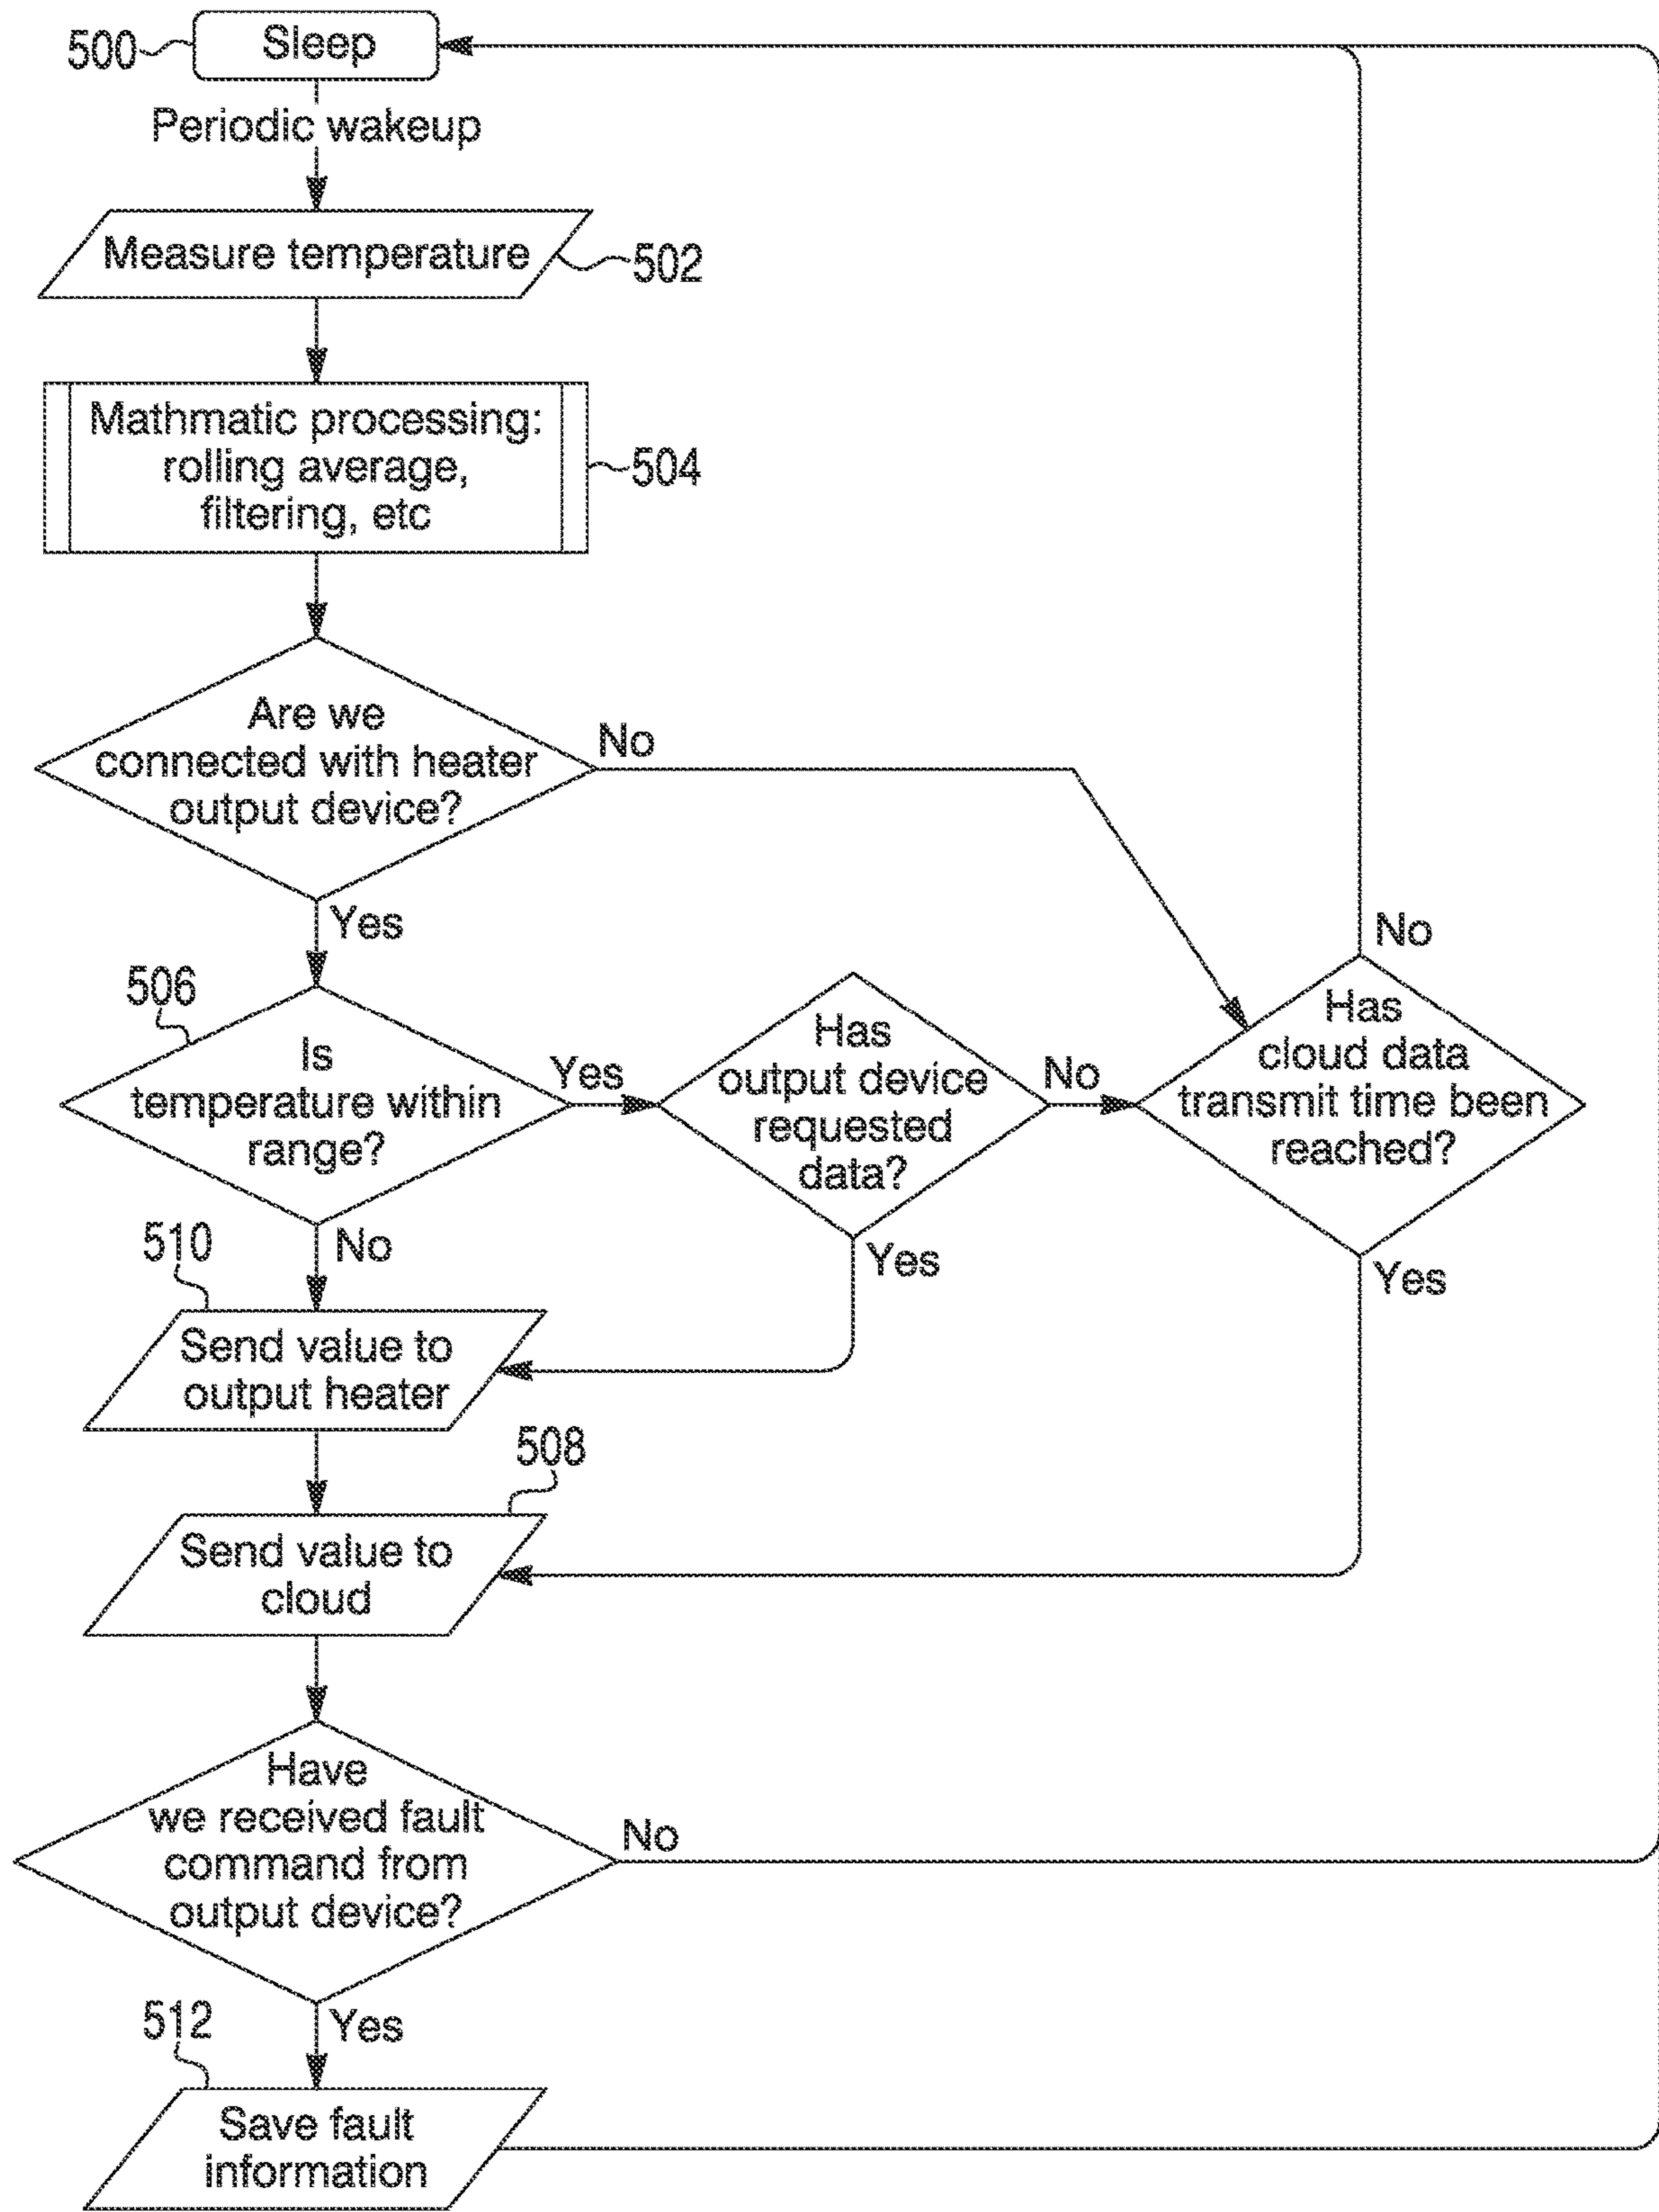 500
Sleep
Periodic wakeup
Measure temperature
502
Mathmatic processing:
rolling average,
filtering, etc
504
Are we
connected with heater
output device?
No
Yes
506
Is
temperature within
range?
Yes
Has
output device
requested
data?
No
Has
cloud data
transmit time been
reached?
No
Yes
Yes
No
510
Send value to
output heater
508
Send value to
cloud
Have
we received fault
command from
output device?
No
Yes
512
Save fault
information